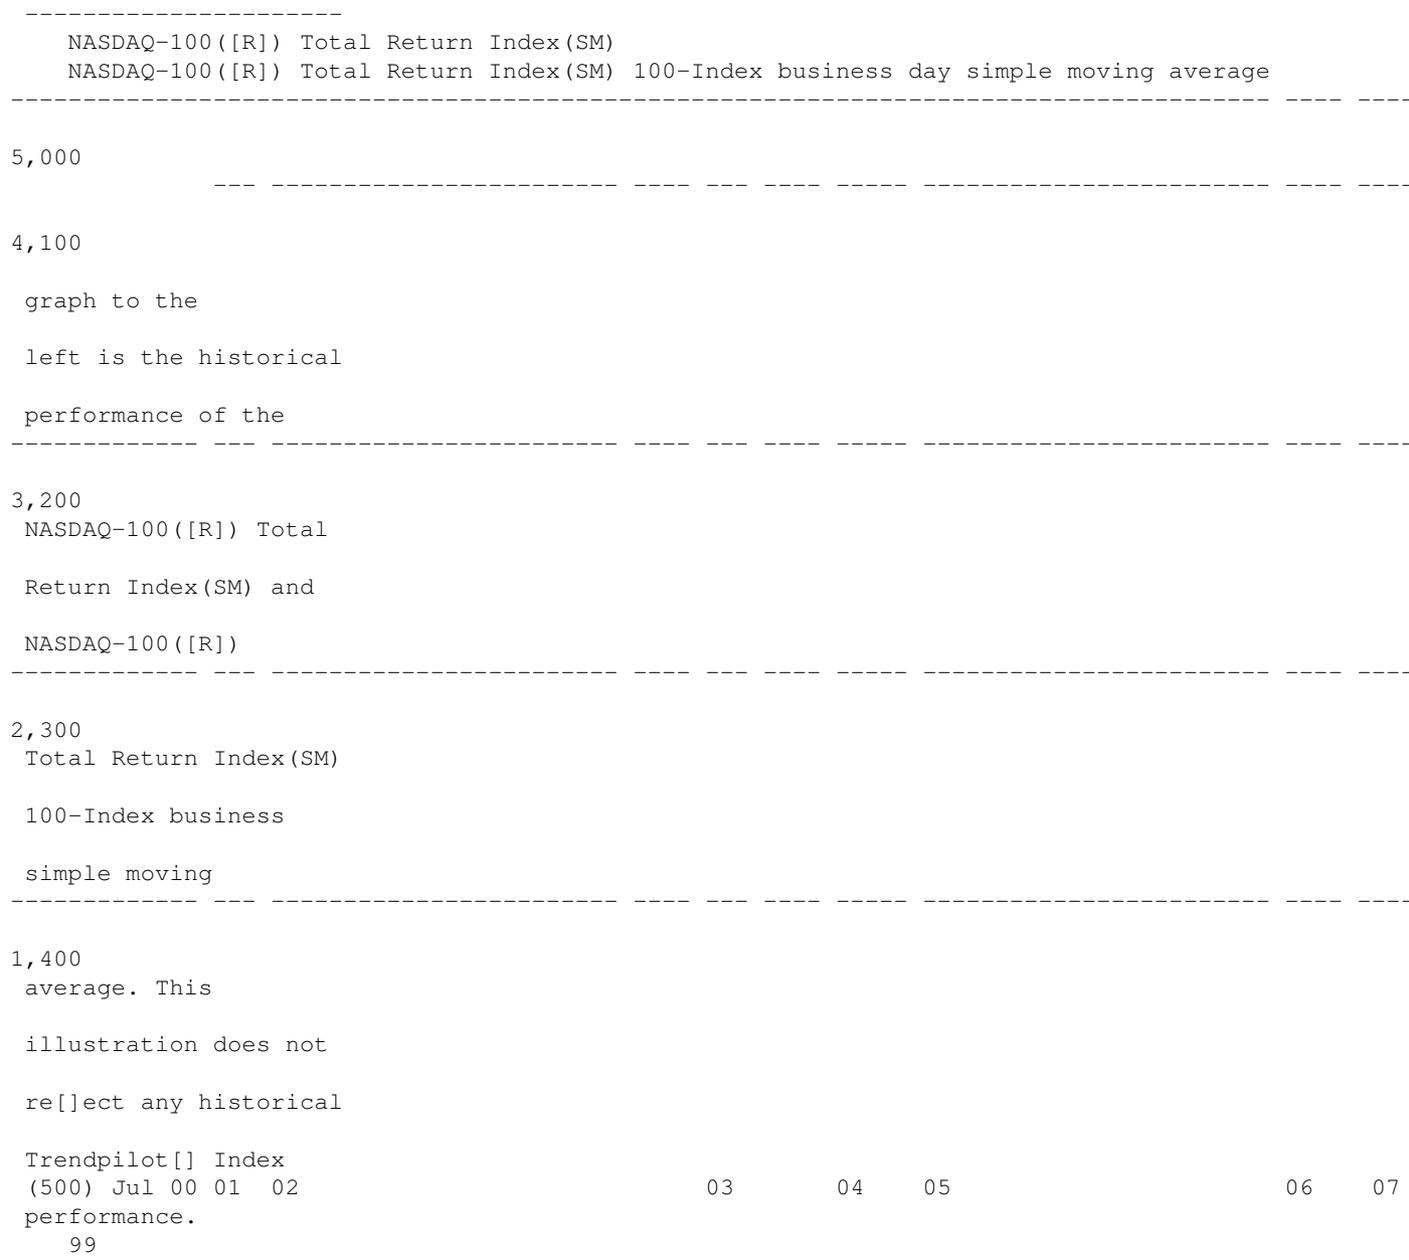 -----------------------
NASDAQ-100([R]) Total Return Index(SM)
NASDAQ-100([R]) Total Return Index(SM) 100-Index business day simple moving average
--------------------------------------------------------------------------------------- ---- ----
5,000
--- ------------------------ ---- --- ---- ----- ------------------------ ---- ----
4,100
graph to the
left is the historical
performance of the
------------- --- ------------------------ ---- --- ---- ----- ------------------------ ---- ----
3,200
NASDAQ-100([R]) Total
Return Index(SM) and
NASDAQ-100([R])
------------- --- ------------------------ ---- --- ---- ----- ------------------------ ---- ----
2,300
Total Return Index(SM)
100-Index business
simple moving
------------- --- ------------------------ ---- --- ---- ----- ------------------------ ---- ----
1,400
average. This
illustration does not
re[]ect any historical
Trendpilot[] Index
(500) Jul 00 01 02 03 04 05 06 07
performance.
99